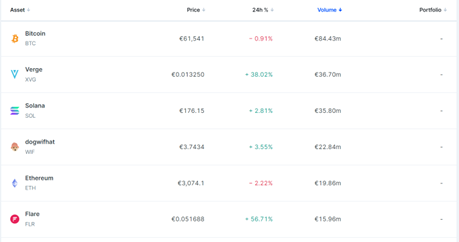 Asset Price 24h % Volume Portfolio
Bitcoin
BTC
€61,541 − 0.91% €84.43m -
Verge
XVG
€0.013250 + 38.02% €36.70m -
Solana
SOL
€176.15 + 2.81% €35.80m -
dogwifhat
WIF
€3.7434 + 3.55% €22.84m -
Ethereum
ETH
€3,074.1 − 2.22% €19.86m -
Flare
FLR
€0.051688 + 56.71% €15.96m -